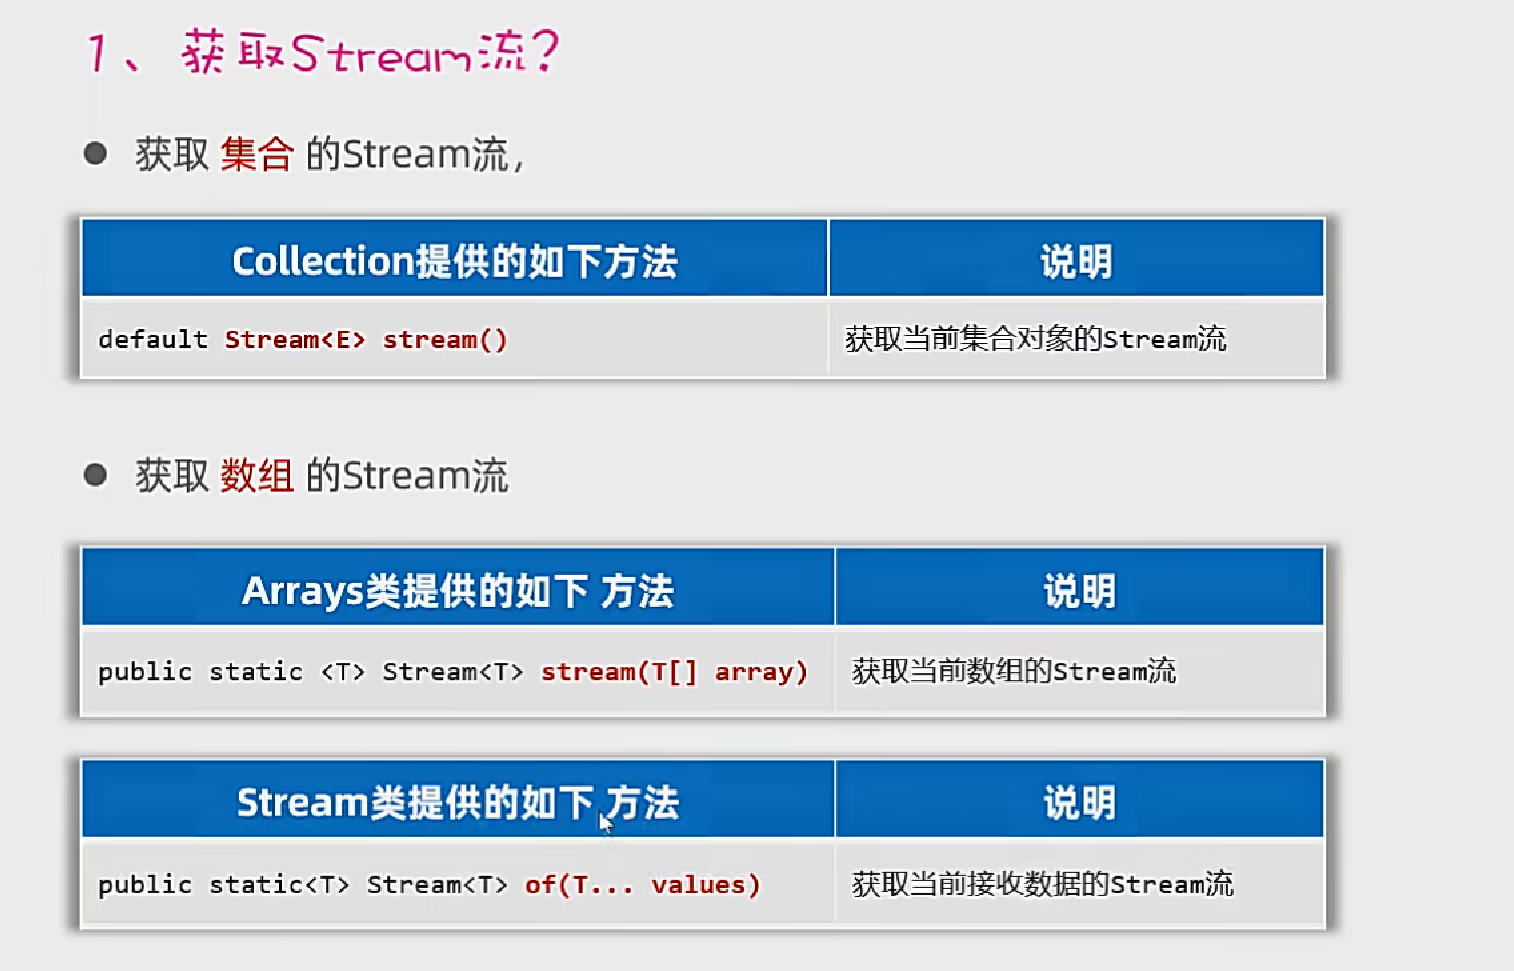 1、获取Stream流?
获取 集合 的Stream流,
Collection提供的如下方法 说明
default Stream<E> stream() 获取当前集合对象的Stream流
获取 数组 的Stream流
Arrays类提供的如下 方法 说明
public static <T> Stream<T> stream(T[] array) 获取当前数组的Stream流
Stream类提供的如下 方法 说明
public static<T> Stream<T> of(T... values) 获取当前接收数据的Stream流